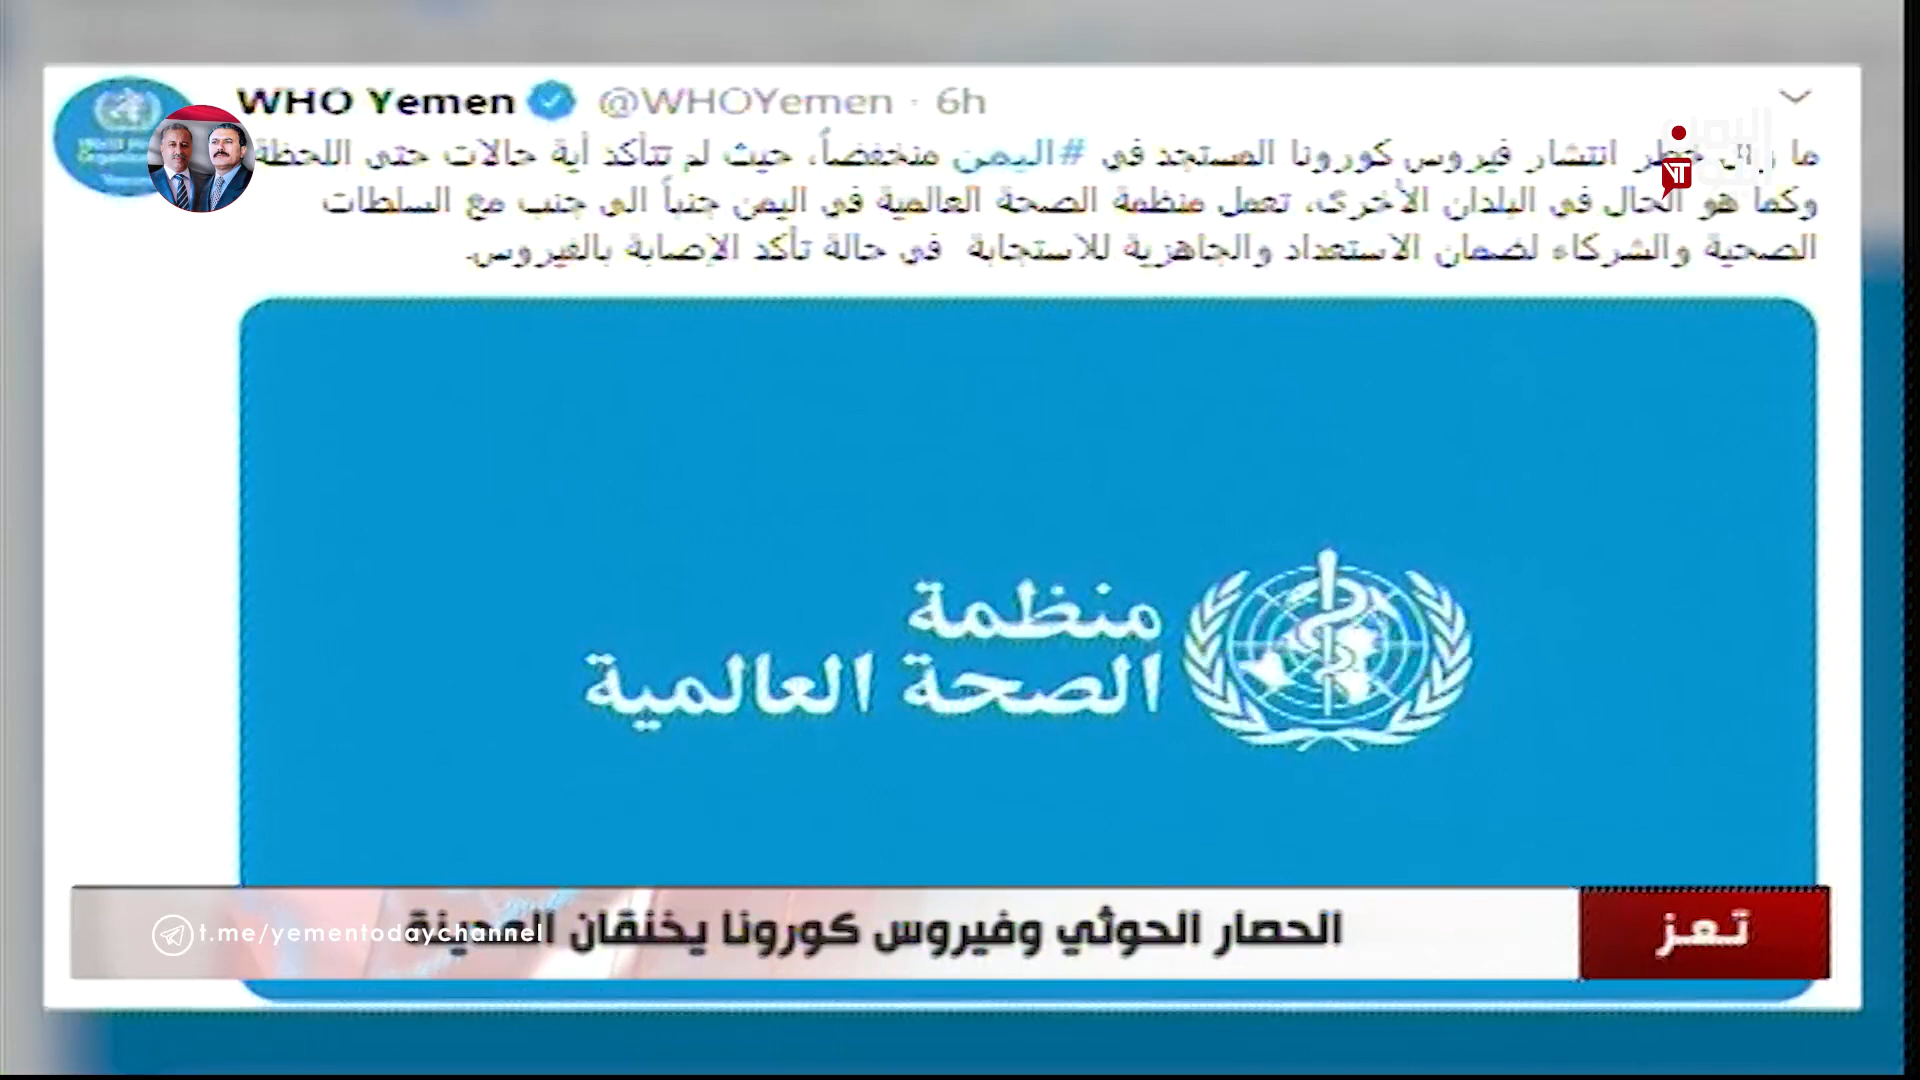 WHO Yemen @WHOYemen · 6h
ما زال خطر انتشار فيروس كورونا المستجد في #اليمن منخفضاً، حيث لم تتأكد أية حالات حتى اللحظة
وكما هو الحال في البلدان الأخرى، تعمل منظمة الصحة العالمية في اليمن جنباً الى جنب مع السلطات
الصحية والشركاء لضمان الاستعداد والجاهزية للاستجابة في حالة تأكد الإصابة بالفيروس.
منظمة
الصحة العالمية
تعز
الحصار الحوثي وفيروس كورونا يخنقان المدينة
t.me/yementodaychannel
YT